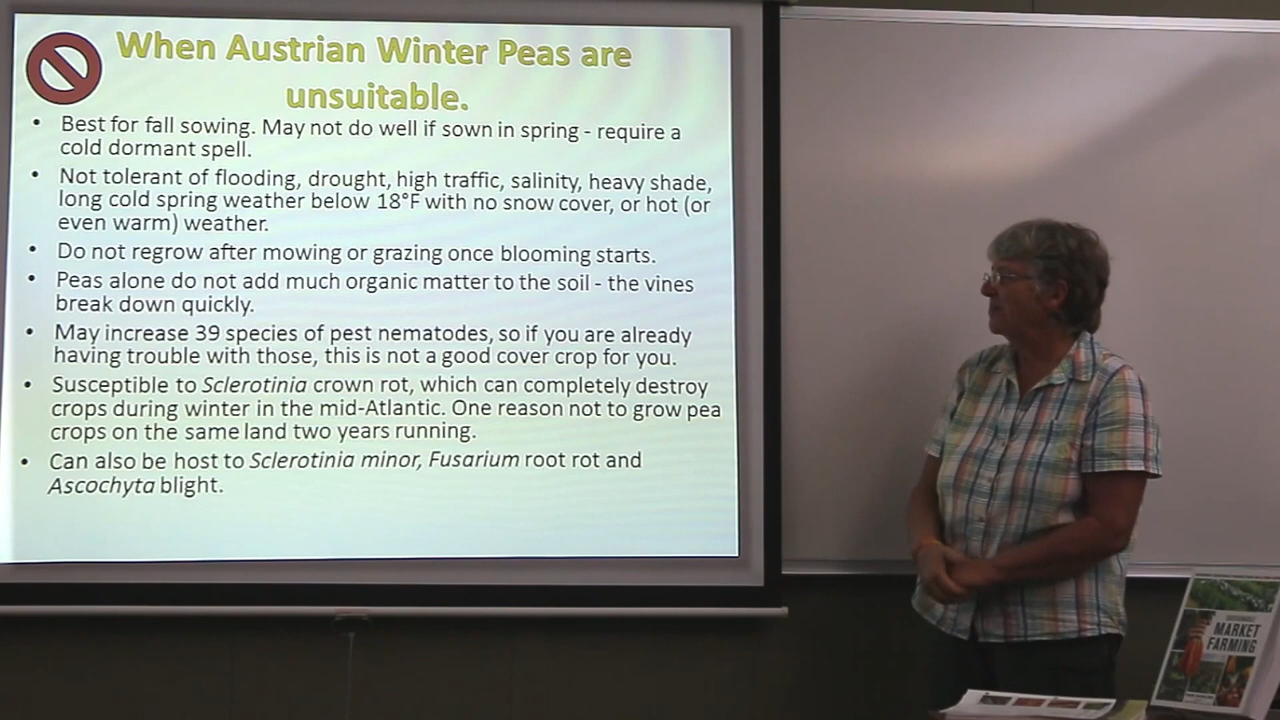 When Austrian Winter Peas are
unsuitable.
• Best for fall sowing. May not do well if sown in spring - require a
cold dormant spell.
• Not tolerant of flooding, drought, high traffic, salinity, heavy shade,
long cold spring weather below 18°F with no snow cover, or hot (or
even warm) weather.
• Do not regrow after mowing or grazing once blooming starts.
• Peas alone do not add much organic matter to the soil - the vines
break down quickly.
• May increase 39 species of pest nematodes, so if you are already
having trouble with those, this is not a good cover crop for you.
• Susceptible to Sclerotinia crown rot, which can completely destroy
crops during winter in the mid-Atlantic. One reason not to grow pea
crops on the same land two years running.
• Can also be host to Sclerotinia minor, Fusarium root rot and
Ascochyta blight.
MARKET
FARMING